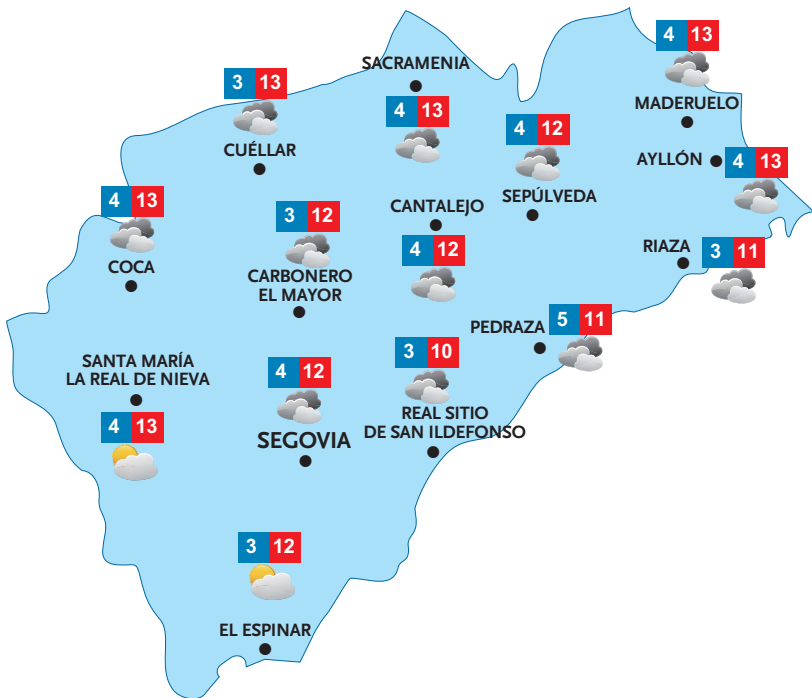 4 13
MADERUELO
SACRAMENIA
4 13
3 13
CUÉLLAR
4 12
SEPÚLVEDA
AYLLÓN
4 13
4 13
COCA
3 12
CARBONERO
EL MAYOR
CANTALEJO
4 12
RIAZA
3 11
PEDRAZA
5 11
SANTA MARÍA
LA REAL DE NIEVA
4 13
4 12
SEGOVIA
3 10
REAL SITIO
DE SAN ILDEFONSO
3 12
EL ESPINAR